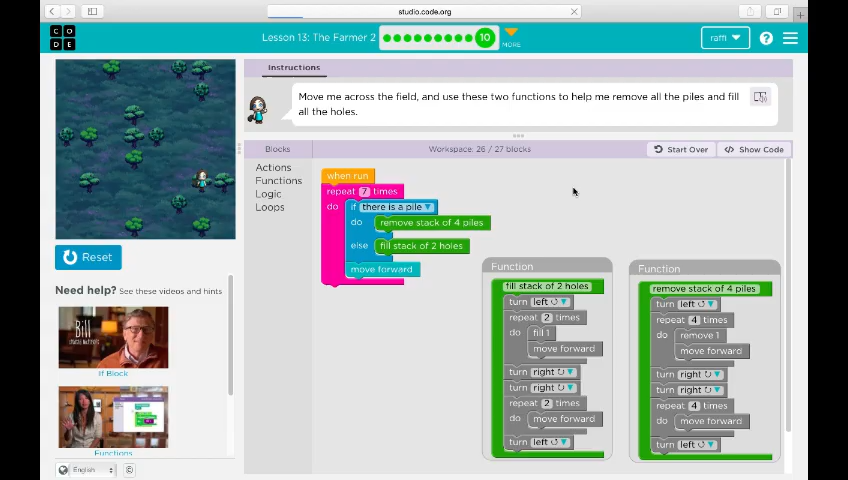 studio.code.org
C O
D E
Lesson 13: The Farmer 2
10
MORE
raffi
?
Instructions
Move me across the field, and use these two functions to help me remove all the piles and fill
all the holes.
Blocks
Workspace: 26 / 27 blocks
Start Over
</> Show Code
Actions
Functions
Logic
Loops
when run
repeat 7 times
do if there is a pile
do remove stack of 4 piles
else fill stack of 2 holes
move forward
Function
fill stack of 2 holes
turn left
repeat 2 times
do fill 1
move forward
turn right
turn right
repeat 2 times
do move forward
turn left
Function
remove stack of 4 piles
turn left
repeat 4 times
do remove 1
move forward
turn right
turn right
repeat 4 times
do move forward
turn left
Reset
Need help? See these videos and hints
Bill
If Block
Functions
English
©